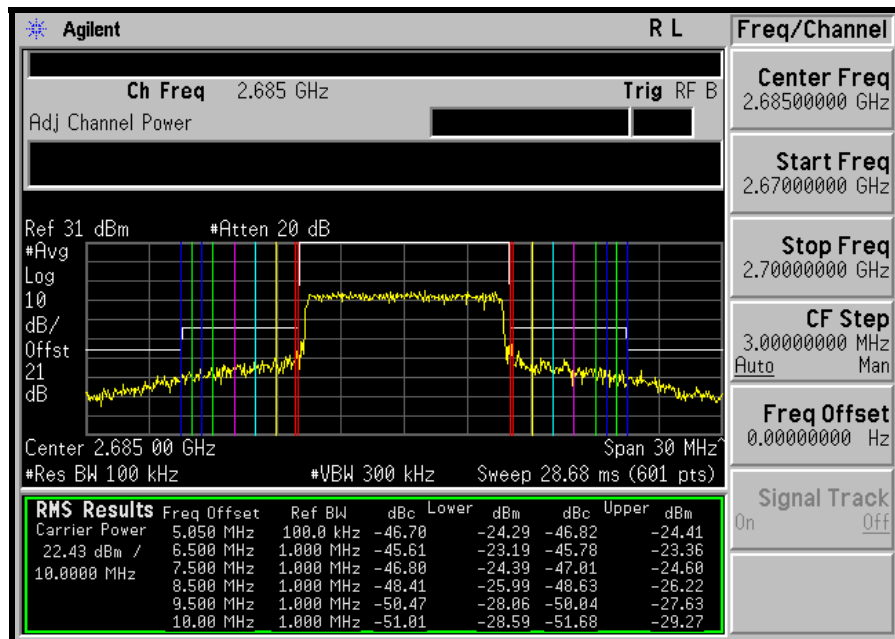 Agilent R L Freq/Channel
Ch Freq 2.685 GHz Trig RF B
Adj Channel Power
Center Freq
2.68500000 GHz
Start Freq
2.67000000 GHz
Stop Freq
2.70000000 GHz
CF Step
3.00000000 MHz
Auto Man
Freq Offset
0.00000000 Hz
Signal Track
On Off
Ref 31 dBm #Atten 20 dB
#Avg
Log
10
dB/
Offst
21
dB
Center 2.685 00 GHz Span 30 MHz^
#Res BW 100 kHz #VBW 300 kHz Sweep 28.68 ms (601 pts)
RMS Results Freq Offset Ref BW dBc Lower dBm dBc Upper dBm
Carrier Power 5.050 MHz 100.0 kHz -46.70 -24.29 -46.82 -24.41
22.43 dBm / 6.500 MHz 1.000 MHz -45.61 -23.19 -45.78 -23.36
10.0000 MHz 7.500 MHz 1.000 MHz -46.80 -24.39 -47.01 -24.60
8.500 MHz 1.000 MHz -48.41 -25.99 -48.63 -26.22
9.500 MHz 1.000 MHz -50.47 -28.06 -50.04 -27.63
10.00 MHz 1.000 MHz -51.01 -28.59 -51.68 -29.27